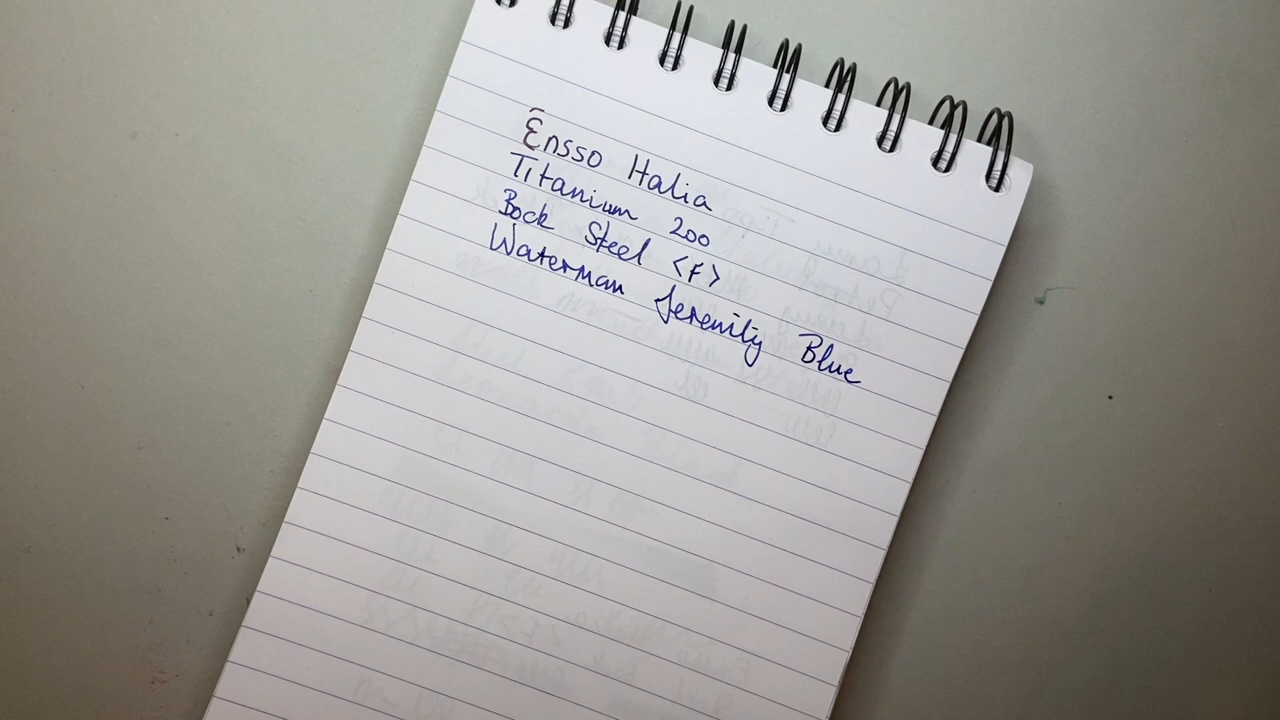 Ensso Italia
Titanium 200
Bock Steel <F>
Waterman Serenity Blue